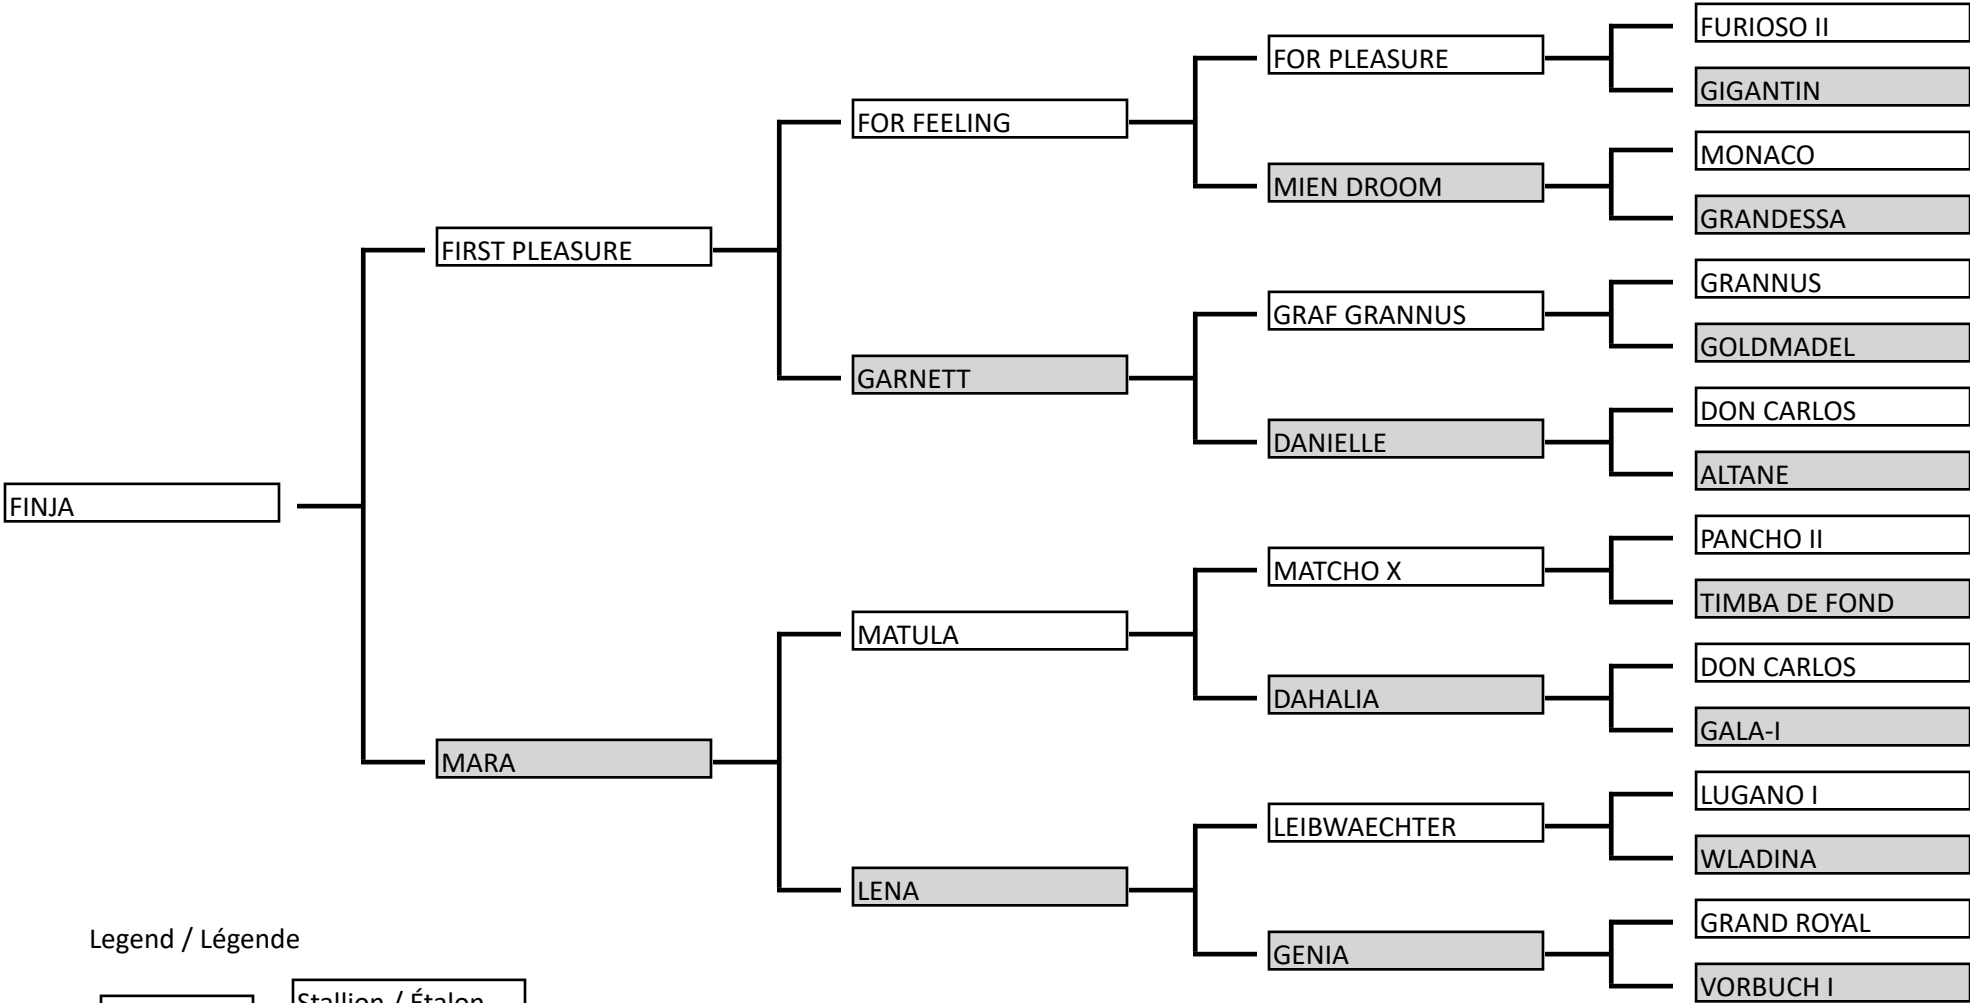 FINJA
FIRST PLEASURE
MARA
FOR FEELING
GARNETT
MATULA
LENA
FOR PLEASURE
MIEN DROOM
GRAF GRANNUS
DANIELLE
MATCHO X
DAHALIA
LEIBWAECHTER
GENIA
FURIOSO II
GIGANTIN
MONACO
GRANDESSA
GRANNUS
GOLDMADEL
DON CARLOS
ALTANE
PANCHO II
TIMBA DE FOND
DON CARLOS
GALA-I
LUGANO I
WLADINA
GRAND ROYAL
VORBUCH I
Legend / Légende
Stallion / Étalon